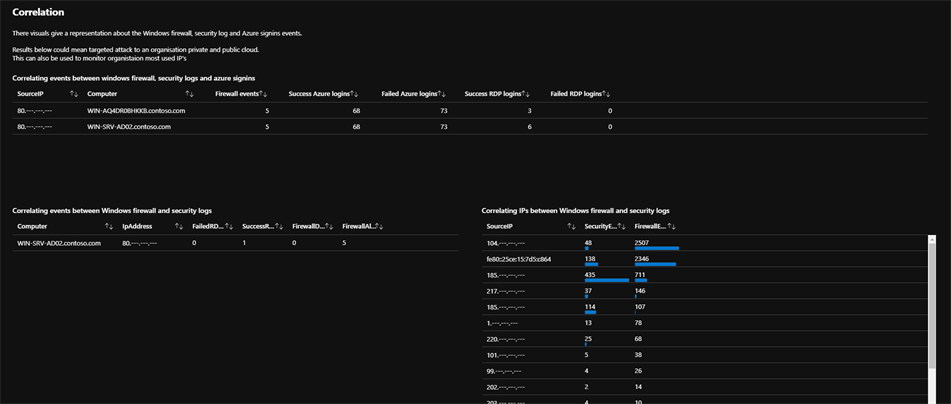 Correlation
There visuals give a representation about the Windows firewall, security log and Azure signins events.
Results below could mean targeted attack to an organisation private and public cloud.
This can also be used to monitor organistaion most used IP's
Correlating events between windows firewall, security logs and azure signins
SourceIP Computer Firewall events Success Azure logins Failed Azure logins Success RDP logins Failed RDP logins
80.---.---.--- WIN-AQ4DR0BHKKB.contoso.com 5 68 73 3 0
80.---.---.--- WIN-SRV-AD02.contoso.com 5 68 73 6 0
Correlating events between Windows firewall and security logs
Computer IpAddress FailedRD... SuccessR... FirewallD... FirewallAl...
WIN-SRV-AD02.contoso.com 80.---.---.--- 0 1 0 5
Correlating IPs between Windows firewall and security logs
SourceIP SecurityE... FirewallE...
104.---.---.--- 48 2507
fe80::25ce:15:7d5:c864 138 2346
185.---.---.--- 435 711
217.---.---.--- 37 146
185.---.---.--- 114 107
1.---.---.--- 13 78
220.---.---.--- 25 68
101.---.---.--- 5 38
99.---.---.--- 4 26
202.---.---.--- 2 14
203.---.---.--- 4 10